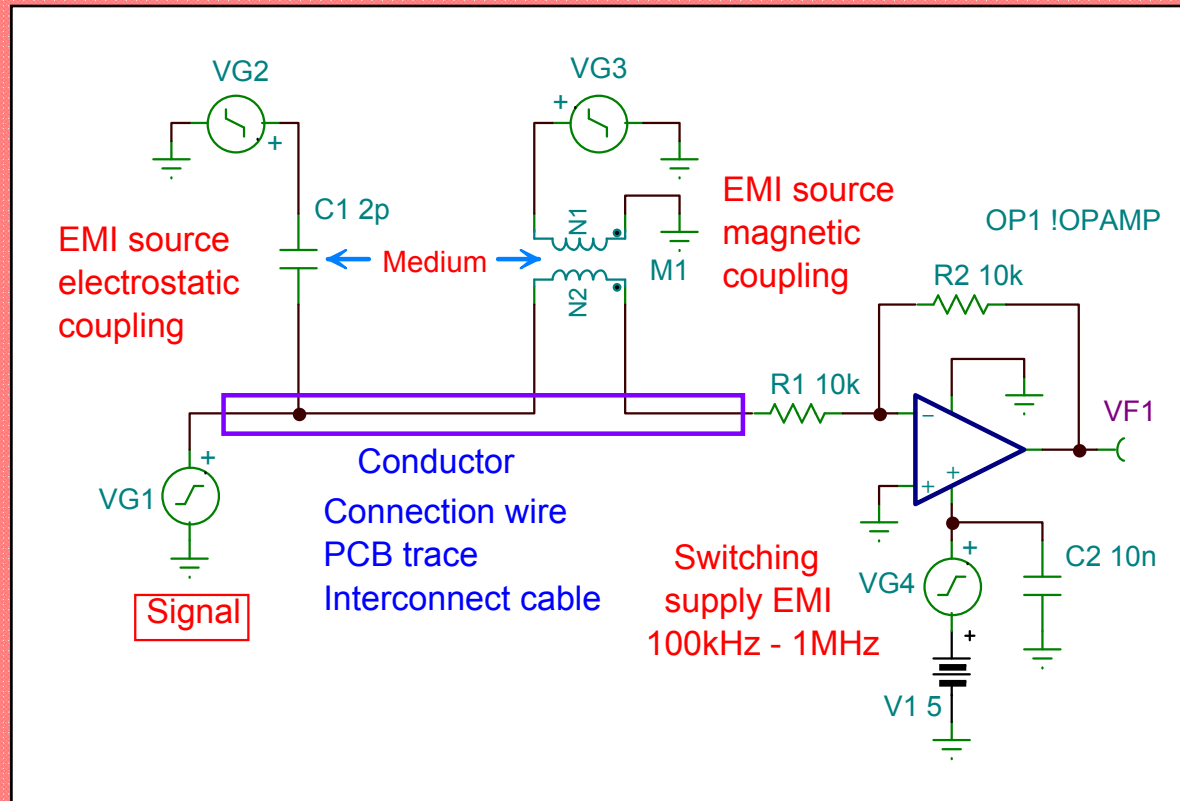 VG2
VG3
+
+
C1 2p
N1
N2
M1
EMI source
electrostatic
coupling
Medium
EMI source
magnetic
coupling
OP1 !OPAMP
R2 10k
R1 10k
VF1
−
+
+
Conductor
Connection wire
PCB trace
Interconnect cable
+
VG1
Signal
Switching
supply EMI
100kHz - 1MHz
+
VG4
C2 10n
+
V1 5